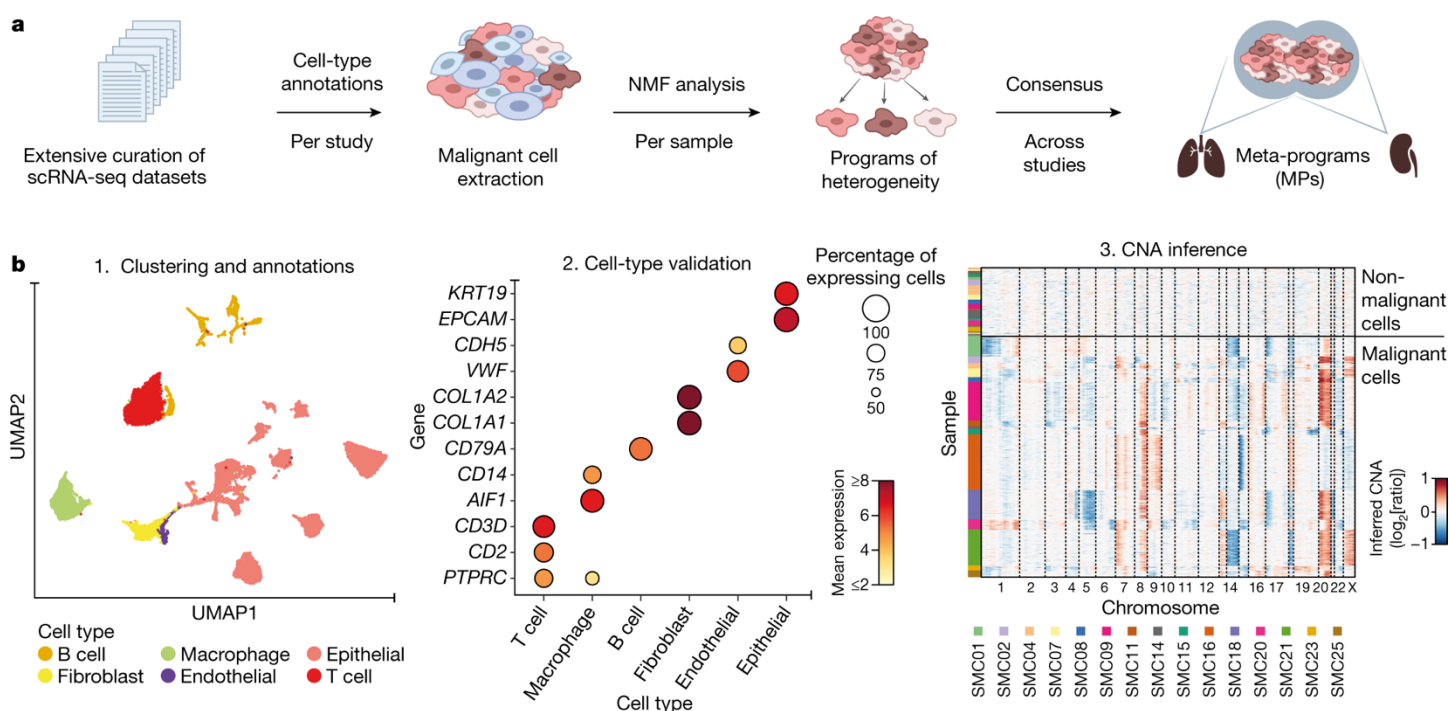 a
Extensive curation of
scRNA-seq datasets
Cell-type
annotations
Per study
Malignant cell
extraction
NMF analysis
Per sample
Programs of
heterogeneity
Consensus
Across
studies
Meta-programs
(MPs)
b
1. Clustering and annotations
UMAP2
UMAP1
Cell type
B cell
Macrophage
Epithelial
Fibroblast
Endothelial
T cell
2. Cell-type validation
Gene
KRT19
EPCAM
CDH5
VWF
COL1A2
COL1A1
CD79A
CD14
AIF1
CD3D
CD2
PTPRC
T cell
Macrophage
B cell
Fibroblast
Endothelial
Epithelial
Cell type
Percentage of
expressing cells
100
75
50
Mean expression
≥8
6
4
≤2
3. CNA inference
Non-
malignant
cells
Malignant
cells
Sample
1 2 3 4 5 6 7 8 9 10 11 12 14 16 17 19 20 22 X
Chromosome
Inferred CNA
(log2[ratio])
1
0
−1
SMC01
SMC02
SMC04
SMC07
SMC08
SMC09
SMC11
SMC14
SMC15
SMC16
SMC18
SMC20
SMC21
SMC23
SMC25